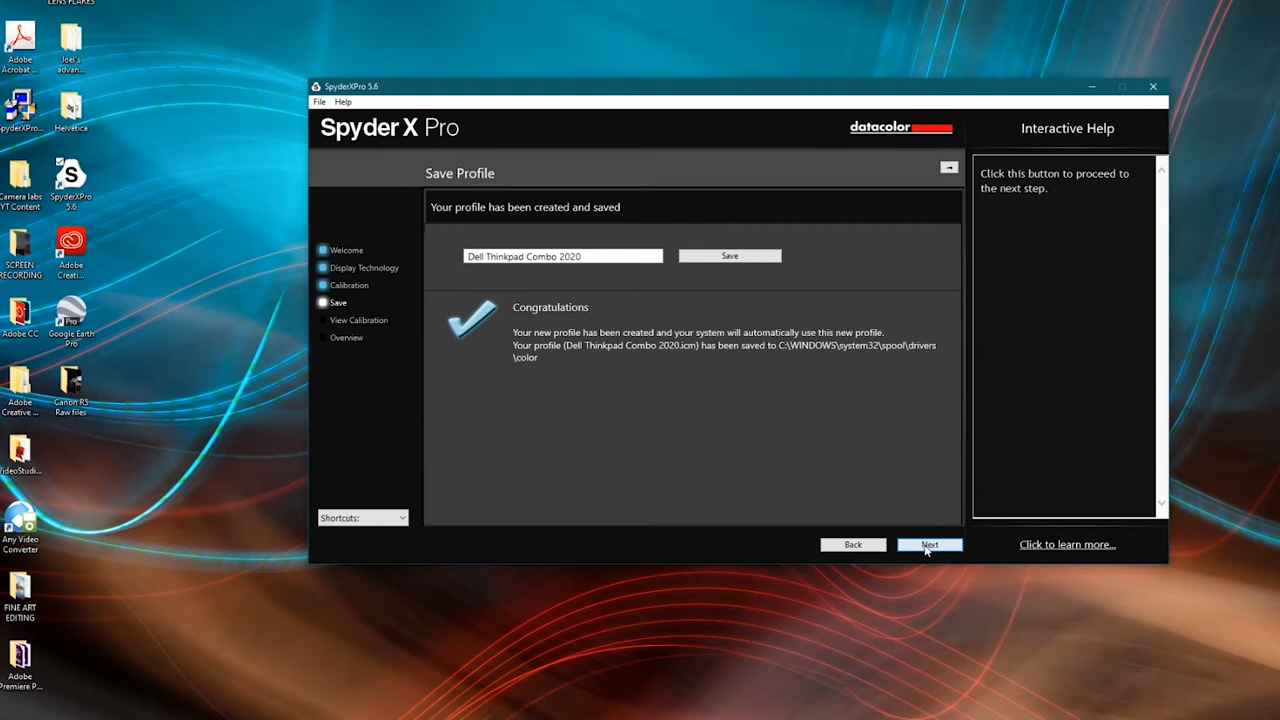 LENS FLARES
Adobe
Acrobat ...
Joel's
advan...
SpyderXPro...
Helvetica
Camera labs
YT Content
SpyderXPro
5.6
SCREEN
RECORDING
Adobe
Creati...
Adobe CC
Google Earth
Pro
Adobe
Creative ...
Canon R5
Raw files
VideoStudi...
Any Video
Converter
FINE ART
EDITING
Adobe
Premiere P...
SpyderXPro 5.6
File Help
Spyder X Pro
datacolor
Interactive Help
Save Profile
Click this button to proceed to
the next step.
Your profile has been created and saved
Welcome
Display Technology
Calibration
Save
View Calibration
Overview
Dell Thinkpad Combo 2020
Save
Congratulations
Your new profile has been created and your system will automatically use this new profile.
Your profile (Dell Thinkpad Combo 2020.icm) has been saved to C:\WINDOWS\system32\spool\drivers
\color
Shortcuts:
Back
Next
Click to learn more...